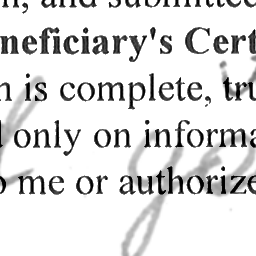 n, and submitted
neficiary's Cert
n is complete, tru
d only on informa
o me or authorize